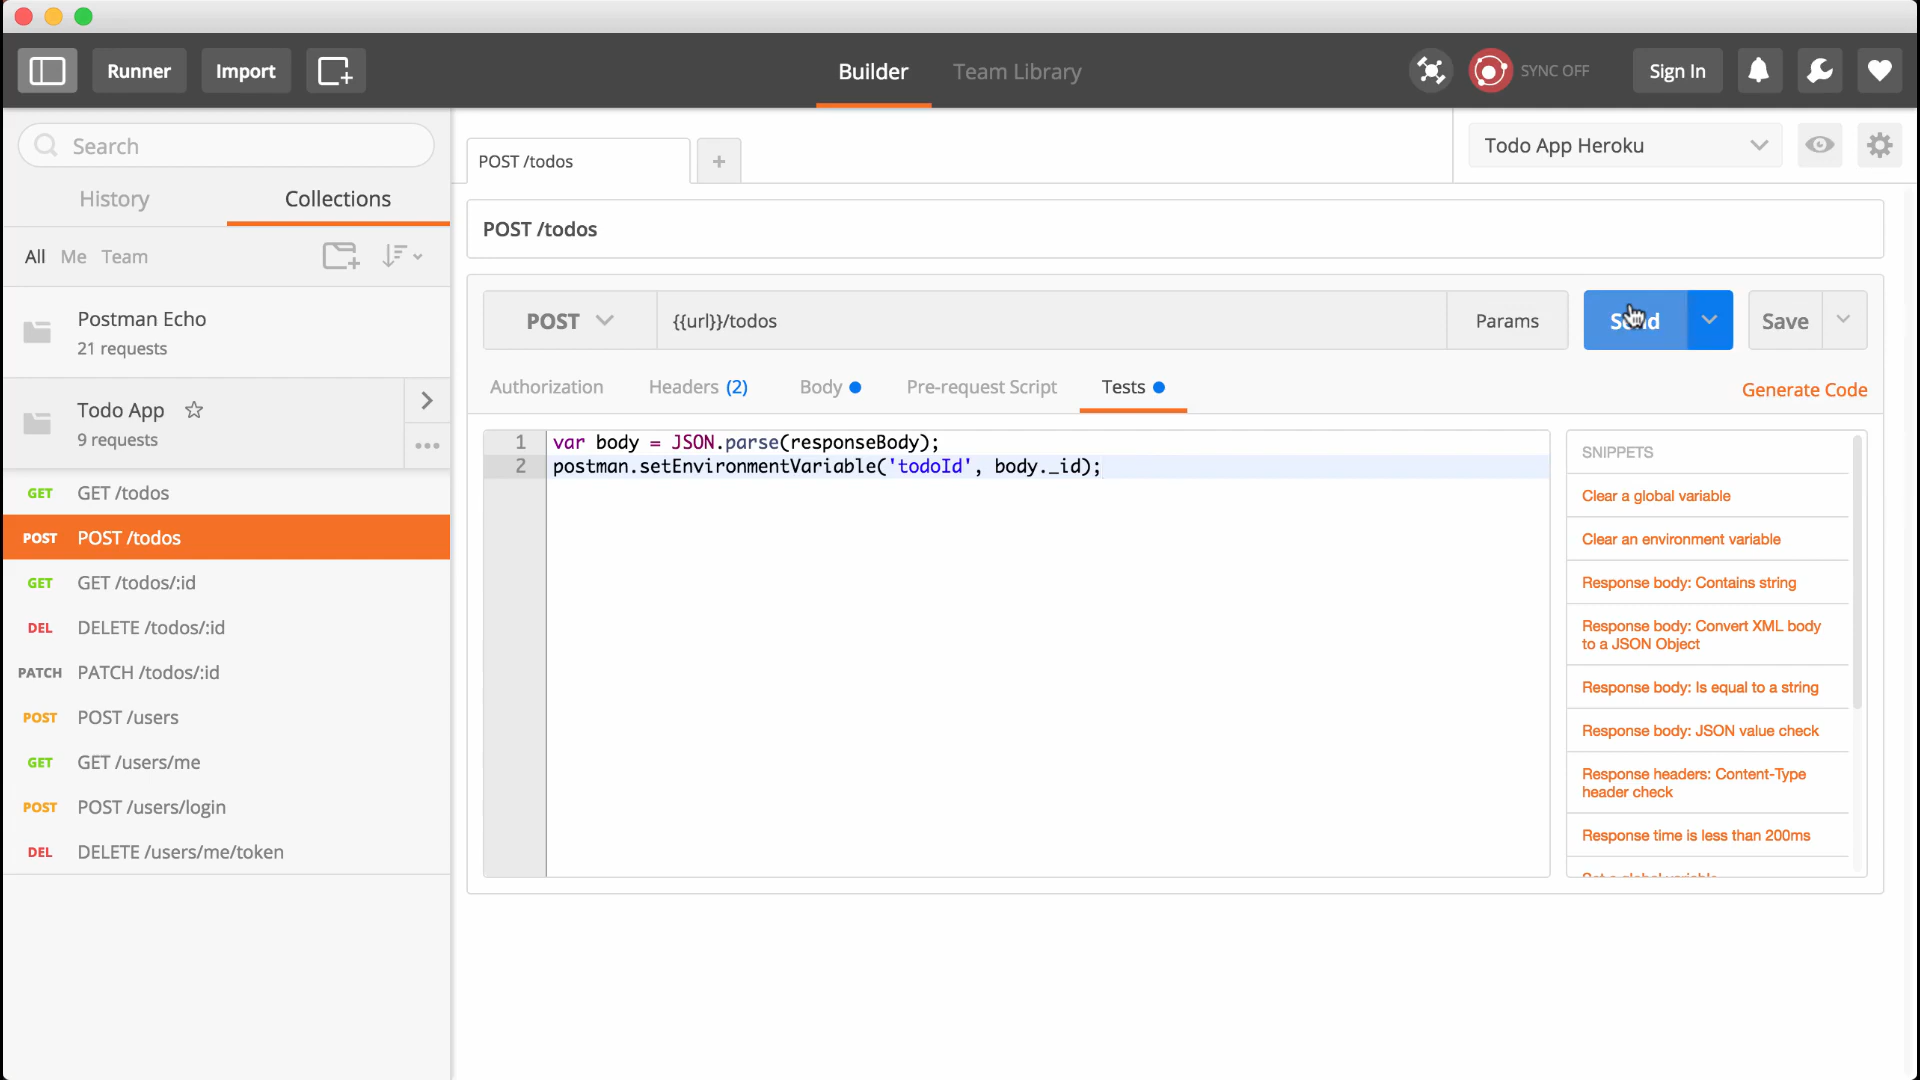 Runner
Import
Builder
Team Library
SYNC OFF
Sign In
Search
History
Collections
All Me Team
Postman Echo
21 requests
Todo App
9 requests
GET GET /todos
POST POST /todos
GET GET /todos/:id
DEL DELETE /todos/:id
PATCH PATCH /todos/:id
POST POST /users
GET GET /users/me
POST POST /users/login
DEL DELETE /users/me/token
POST /todos
+
Todo App Heroku
POST /todos
POST
{{url}}/todos
Params
Send
Save
Authorization
Headers (2)
Body
Pre-request Script
Tests
Generate Code
1 var body = JSON.parse(responseBody);
2 postman.setEnvironmentVariable('todoId', body._id);
SNIPPETS
Clear a global variable
Clear an environment variable
Response body: Contains string
Response body: Convert XML body
to a JSON Object
Response body: Is equal to a string
Response body: JSON value check
Response headers: Content-Type
header check
Response time is less than 200ms